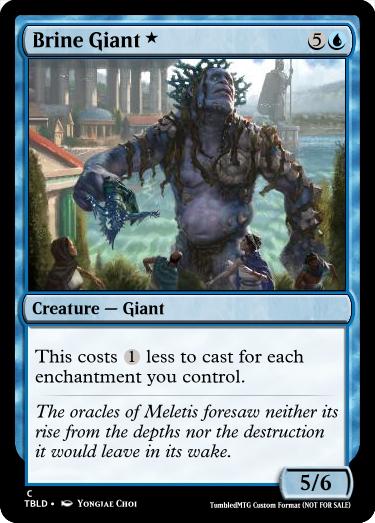 Brine Giant ★ 5
Creature — Giant
This costs 1 less to cast for each
enchantment you control.
The oracles of Meletis foresaw neither its
rise from the depths nor the destruction
it would leave in its wake.
5/6
C
TBLD • Yongjae Choi
TumbledMTG Custom Format (NOT FOR SALE)